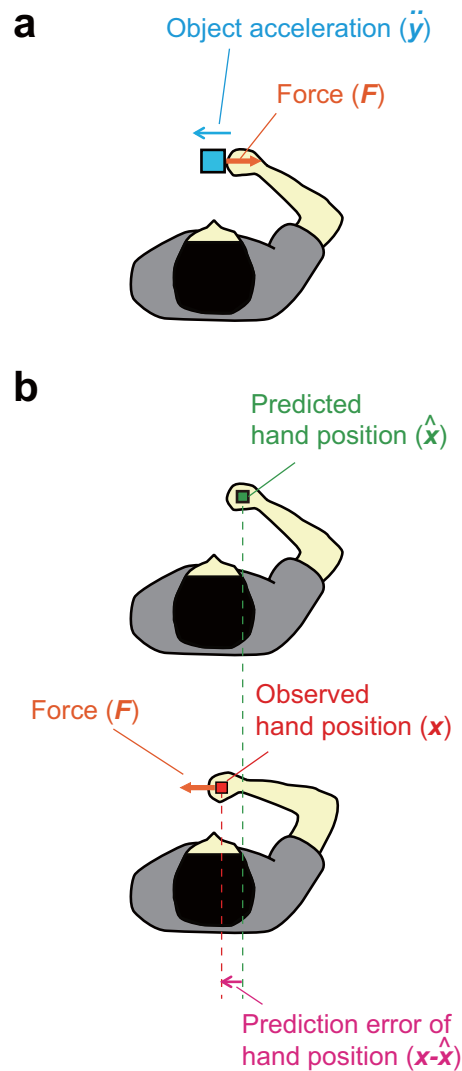 a
Object acceleration (ÿ)
Force (F)
b
Predicted
hand position (x̂)
Observed
hand position (x)
Force (F)
Prediction error of
hand position (x-x̂)